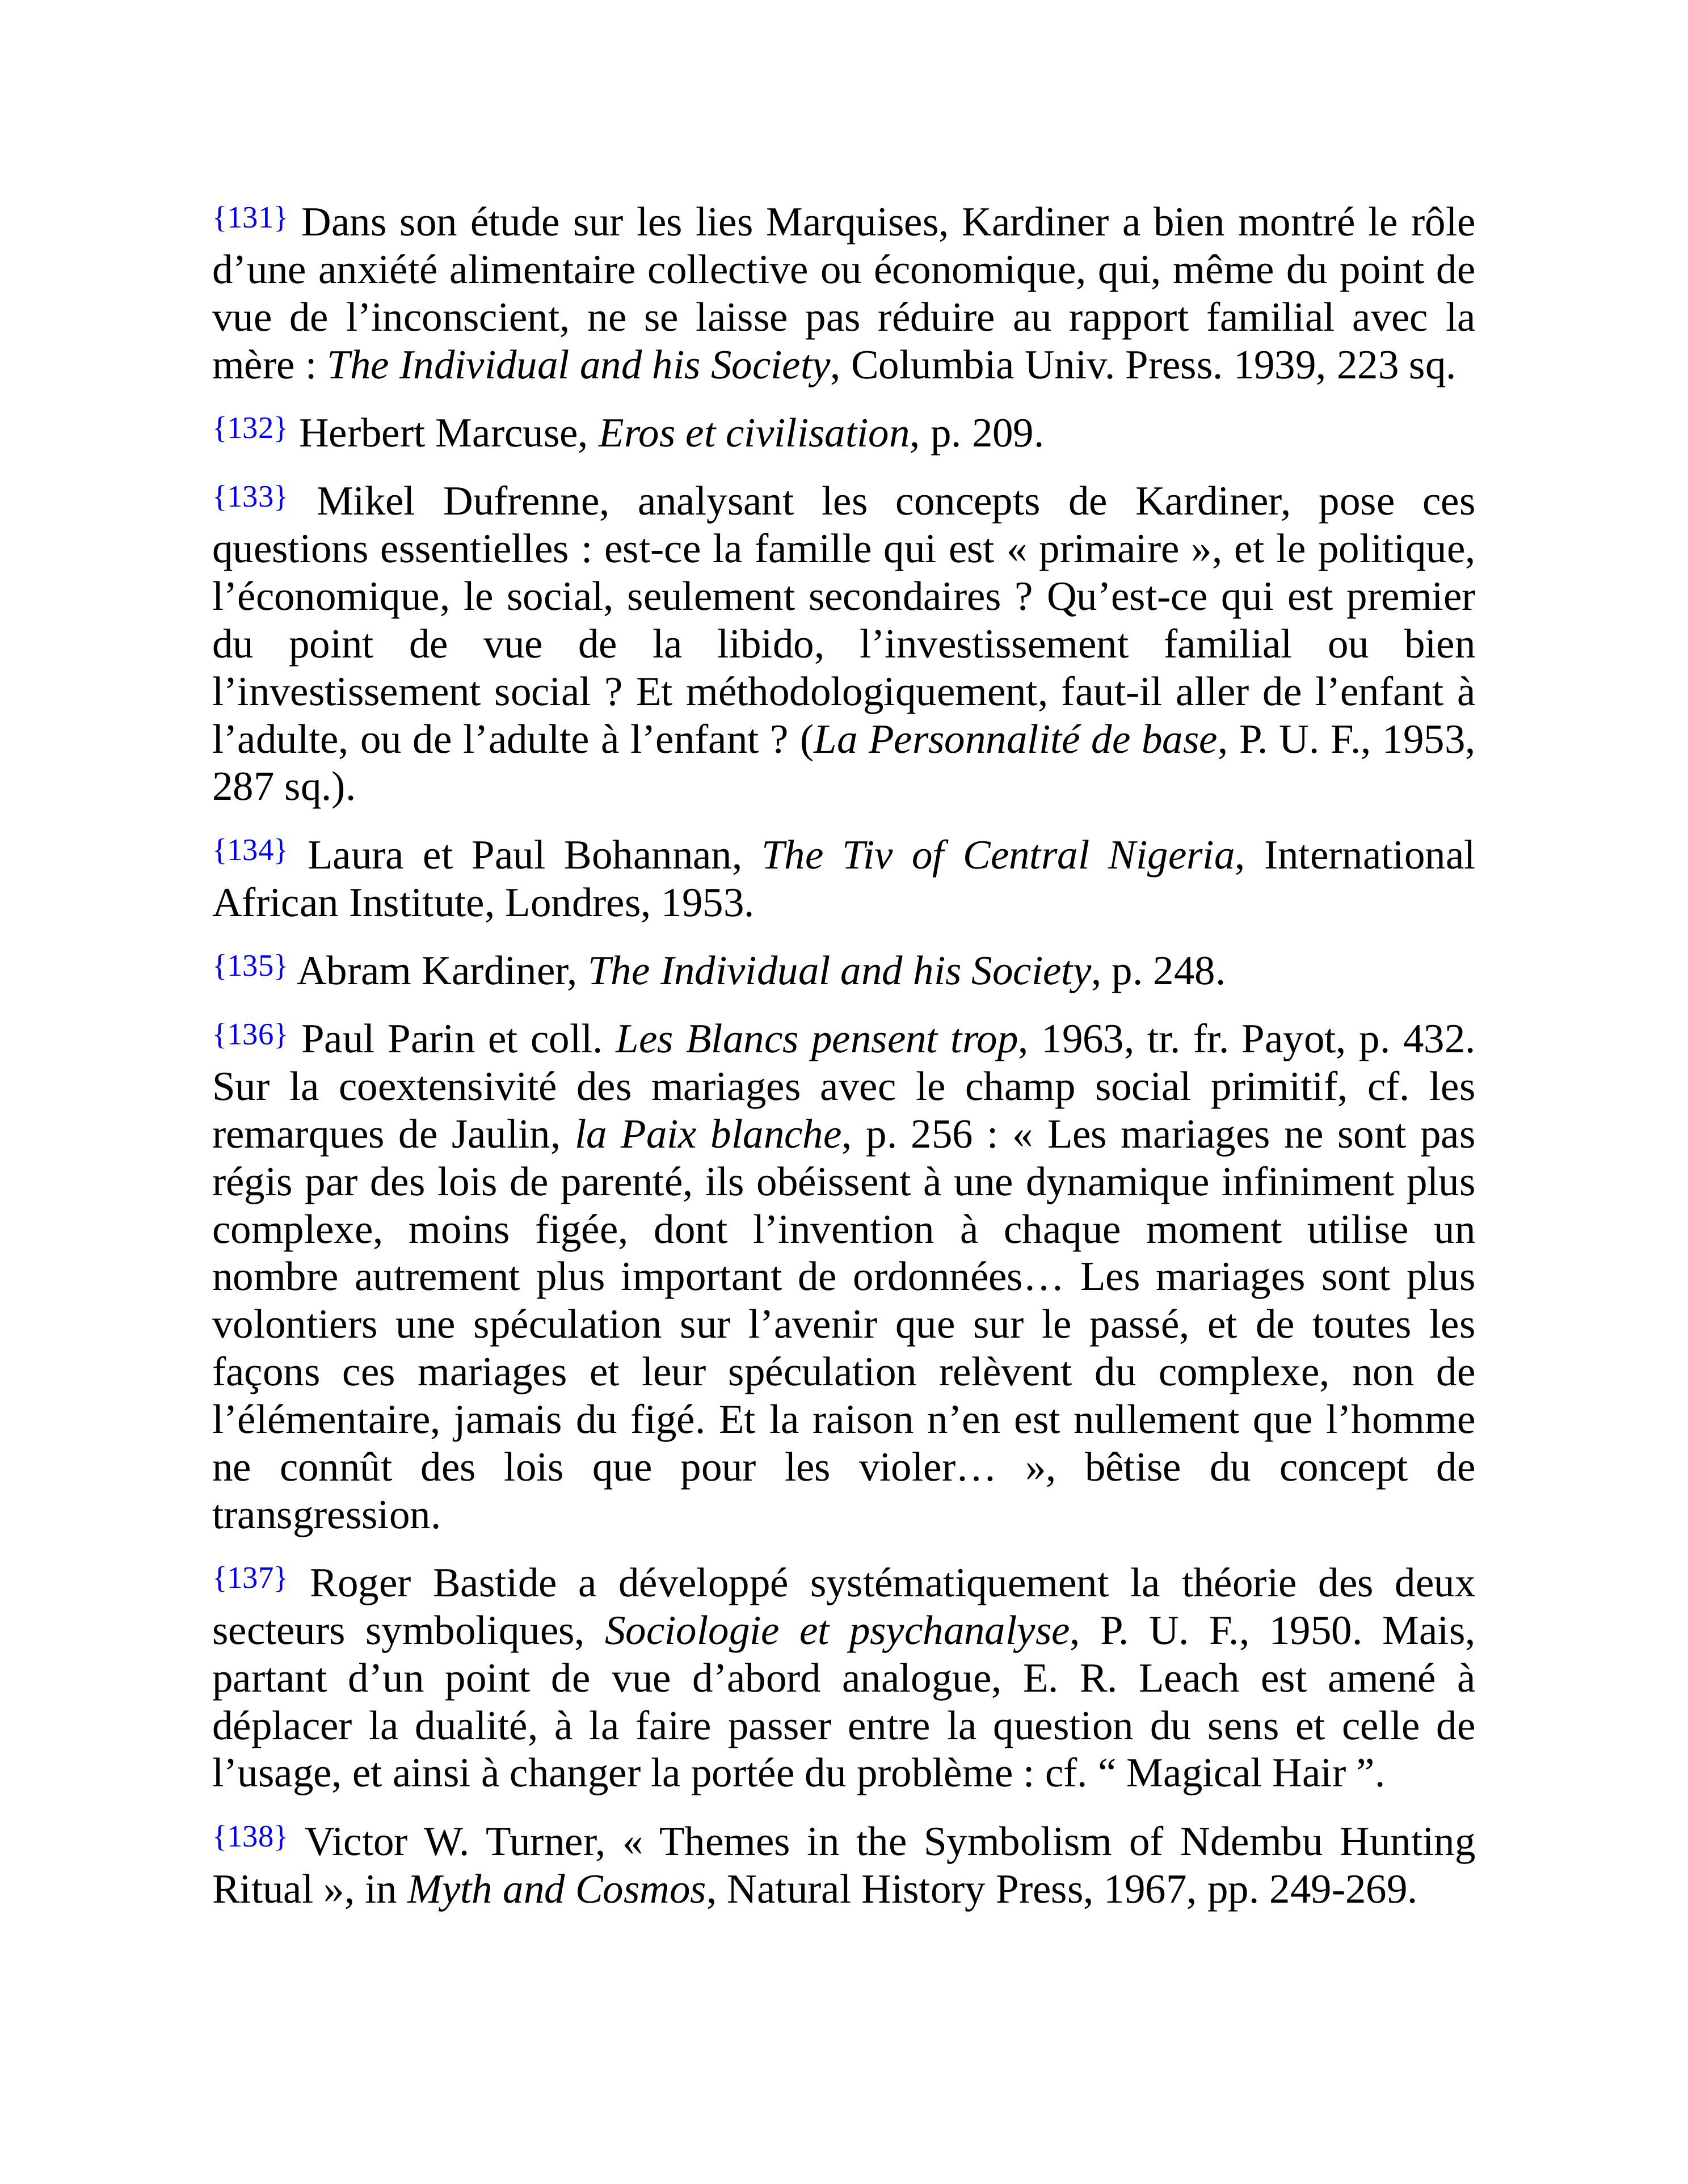 {131} Dans son étude sur les lies Marquises, Kardiner a bien montré le rôle
d’une anxiété alimentaire collective ou économique, qui, même du point de
vue de l’inconscient, ne se laisse pas réduire au rapport familial avec la
mère : The Individual and his Society, Columbia Univ. Press. 1939, 223 sq.
{132} Herbert Marcuse, Eros et civilisation, p. 209.
{133} Mikel Dufrenne, analysant les concepts de Kardiner, pose ces
questions essentielles : est-ce la famille qui est « primaire », et le politique,
l’économique, le social, seulement secondaires ? Qu’est-ce qui est premier
du point de vue de la libido, l’investissement familial ou bien
l’investissement social ? Et méthodologiquement, faut-il aller de l’enfant à
l’adulte, ou de l’adulte à l’enfant ? (La Personnalité de base, P. U. F., 1953,
287 sq.).
{134} Laura et Paul Bohannan, The Tiv of Central Nigeria, International
African Institute, Londres, 1953.
{135} Abram Kardiner, The Individual and his Society, p. 248.
{136} Paul Parin et coll. Les Blancs pensent trop, 1963, tr. fr. Payot, p. 432.
Sur la coextensivité des mariages avec le champ social primitif, cf. les
remarques de Jaulin, la Paix blanche, p. 256 : « Les mariages ne sont pas
régis par des lois de parenté, ils obéissent à une dynamique infiniment plus
complexe, moins figée, dont l’invention à chaque moment utilise un
nombre autrement plus important de ordonnées… Les mariages sont plus
volontiers une spéculation sur l’avenir que sur le passé, et de toutes les
façons ces mariages et leur spéculation relèvent du complexe, non de
l’élémentaire, jamais du figé. Et la raison n’en est nullement que l’homme
ne connût des lois que pour les violer… », bêtise du concept de
transgression.
{137} Roger Bastide a développé systématiquement la théorie des deux
secteurs symboliques, Sociologie et psychanalyse, P. U. F., 1950. Mais,
partant d’un point de vue d’abord analogue, E. R. Leach est amené à
déplacer la dualité, à la faire passer entre la question du sens et celle de
l’usage, et ainsi à changer la portée du problème : cf. “ Magical Hair ”.
{138} Victor W. Turner, « Themes in the Symbolism of Ndembu Hunting
Ritual », in Myth and Cosmos, Natural History Press, 1967, pp. 249-269.